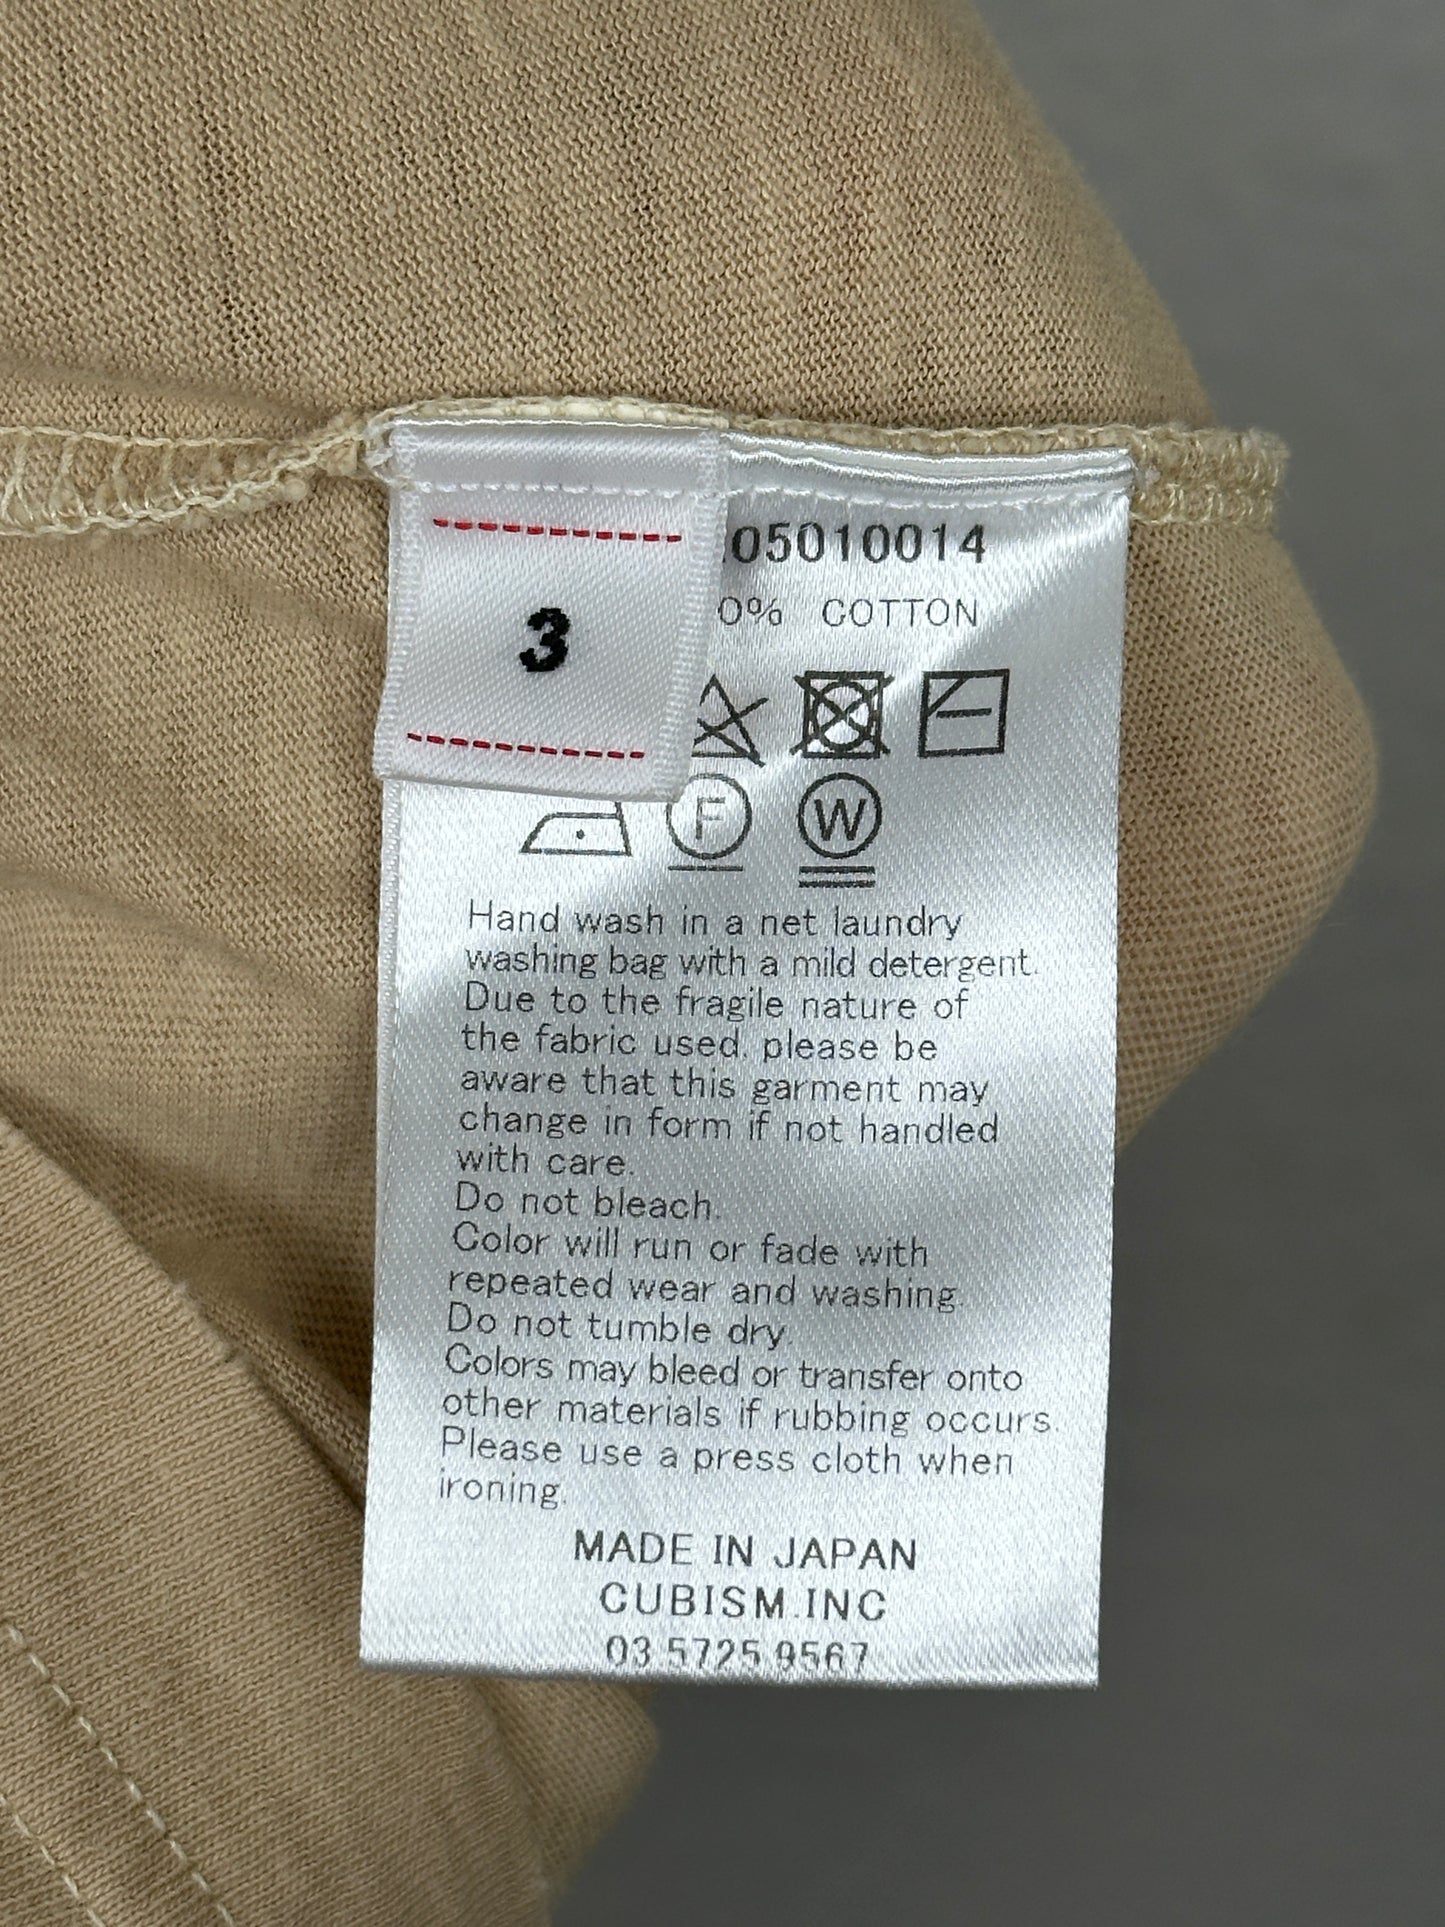 3
05010014
0% COTTON
F W
Hand wash in a net laundry
washing bag with a mild detergent.
Due to the fragile nature of
the fabric used. please be
aware that this garment may
change in form if not handled
with care.
Do not bleach.
Color will run or fade with
repeated wear and washing.
Do not tumble dry.
Colors may bleed or transfer onto
other materials if rubbing occurs.
Please use a press cloth when
ironing.
MADE IN JAPAN
CUBISM.INC
03.5725.9567